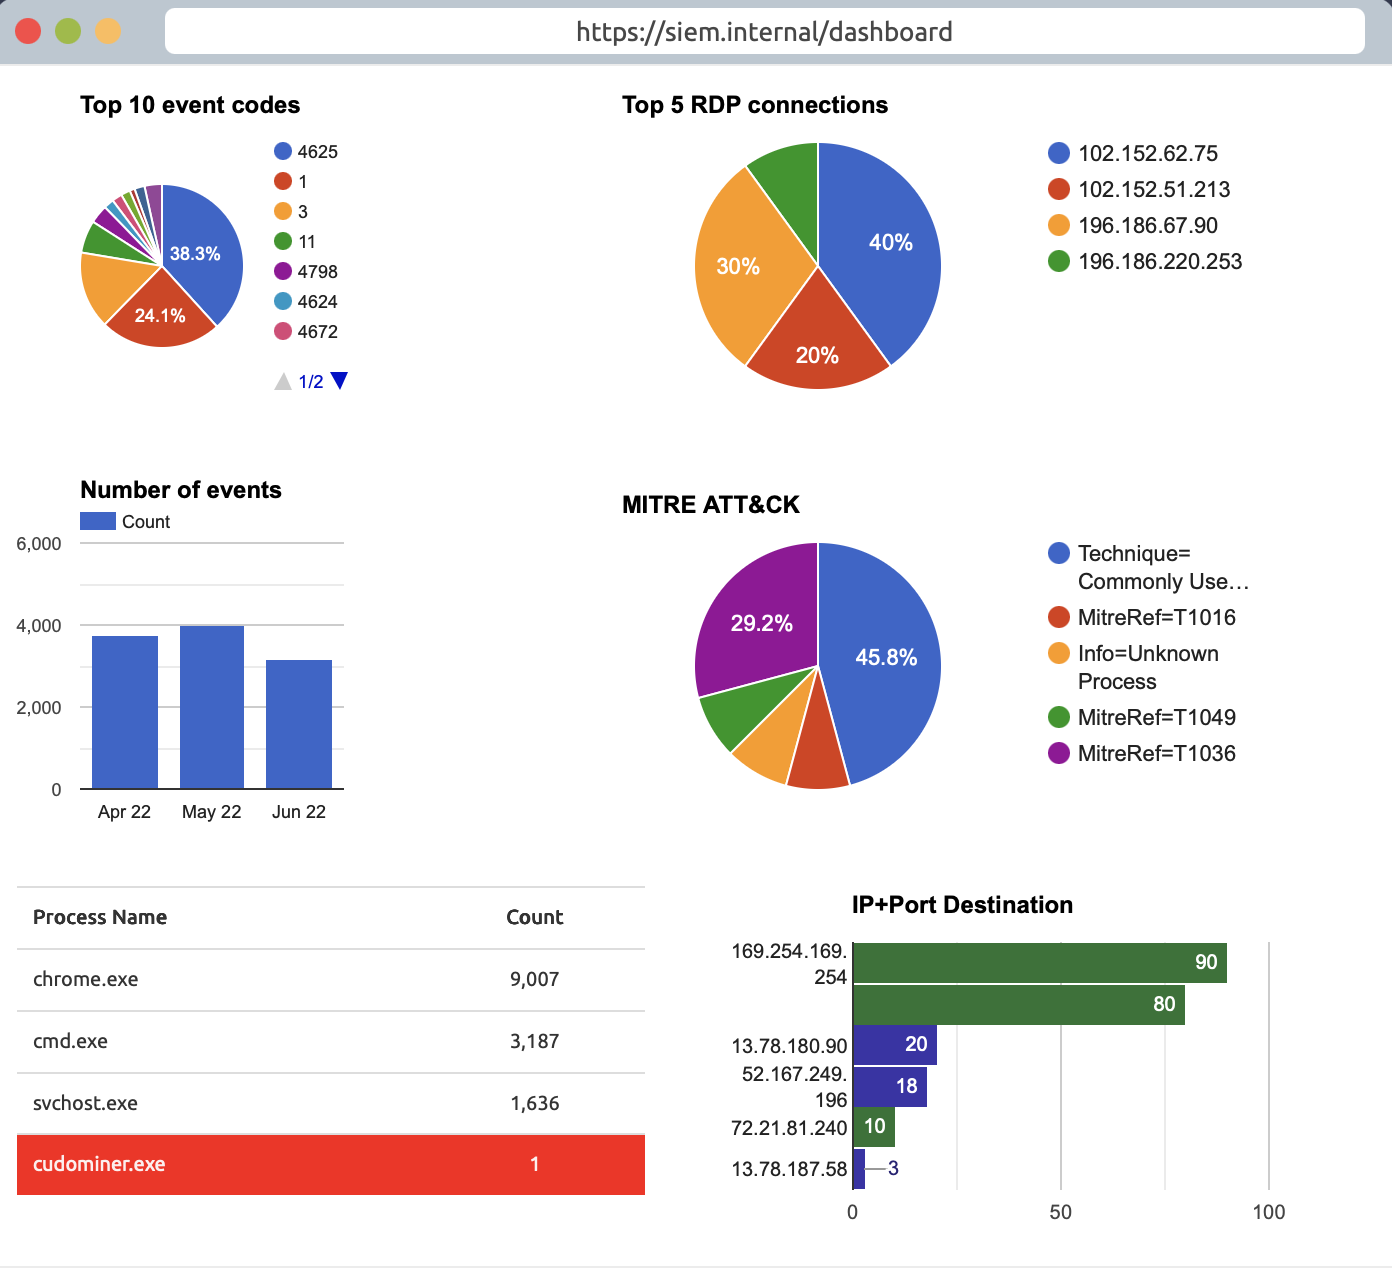 https://siem.internal/dashboard
Top 10 event codes
4625
1
3
11
4798
4624
4672
1/2
38.3%
24.1%
Top 5 RDP connections
40%
30%
20%
102.152.62.75
102.152.51.213
196.186.67.90
196.186.220.253
Number of events
Count
6,000
4,000
2,000
0
Apr 22 May 22 Jun 22
MITRE ATT&CK
29.2%
45.8%
Technique=
Commonly Use…
MitreRef=T1016
Info=Unknown
Process
MitreRef=T1049
MitreRef=T1036
Process Name Count
chrome.exe 9,007
cmd.exe 3,187
svchost.exe 1,636
cudominer.exe 1
IP+Port Destination
169.254.169.
254
90
80
13.78.180.90 20
52.167.249.
196
18
72.21.81.240 10
13.78.187.58 3
0 50 100